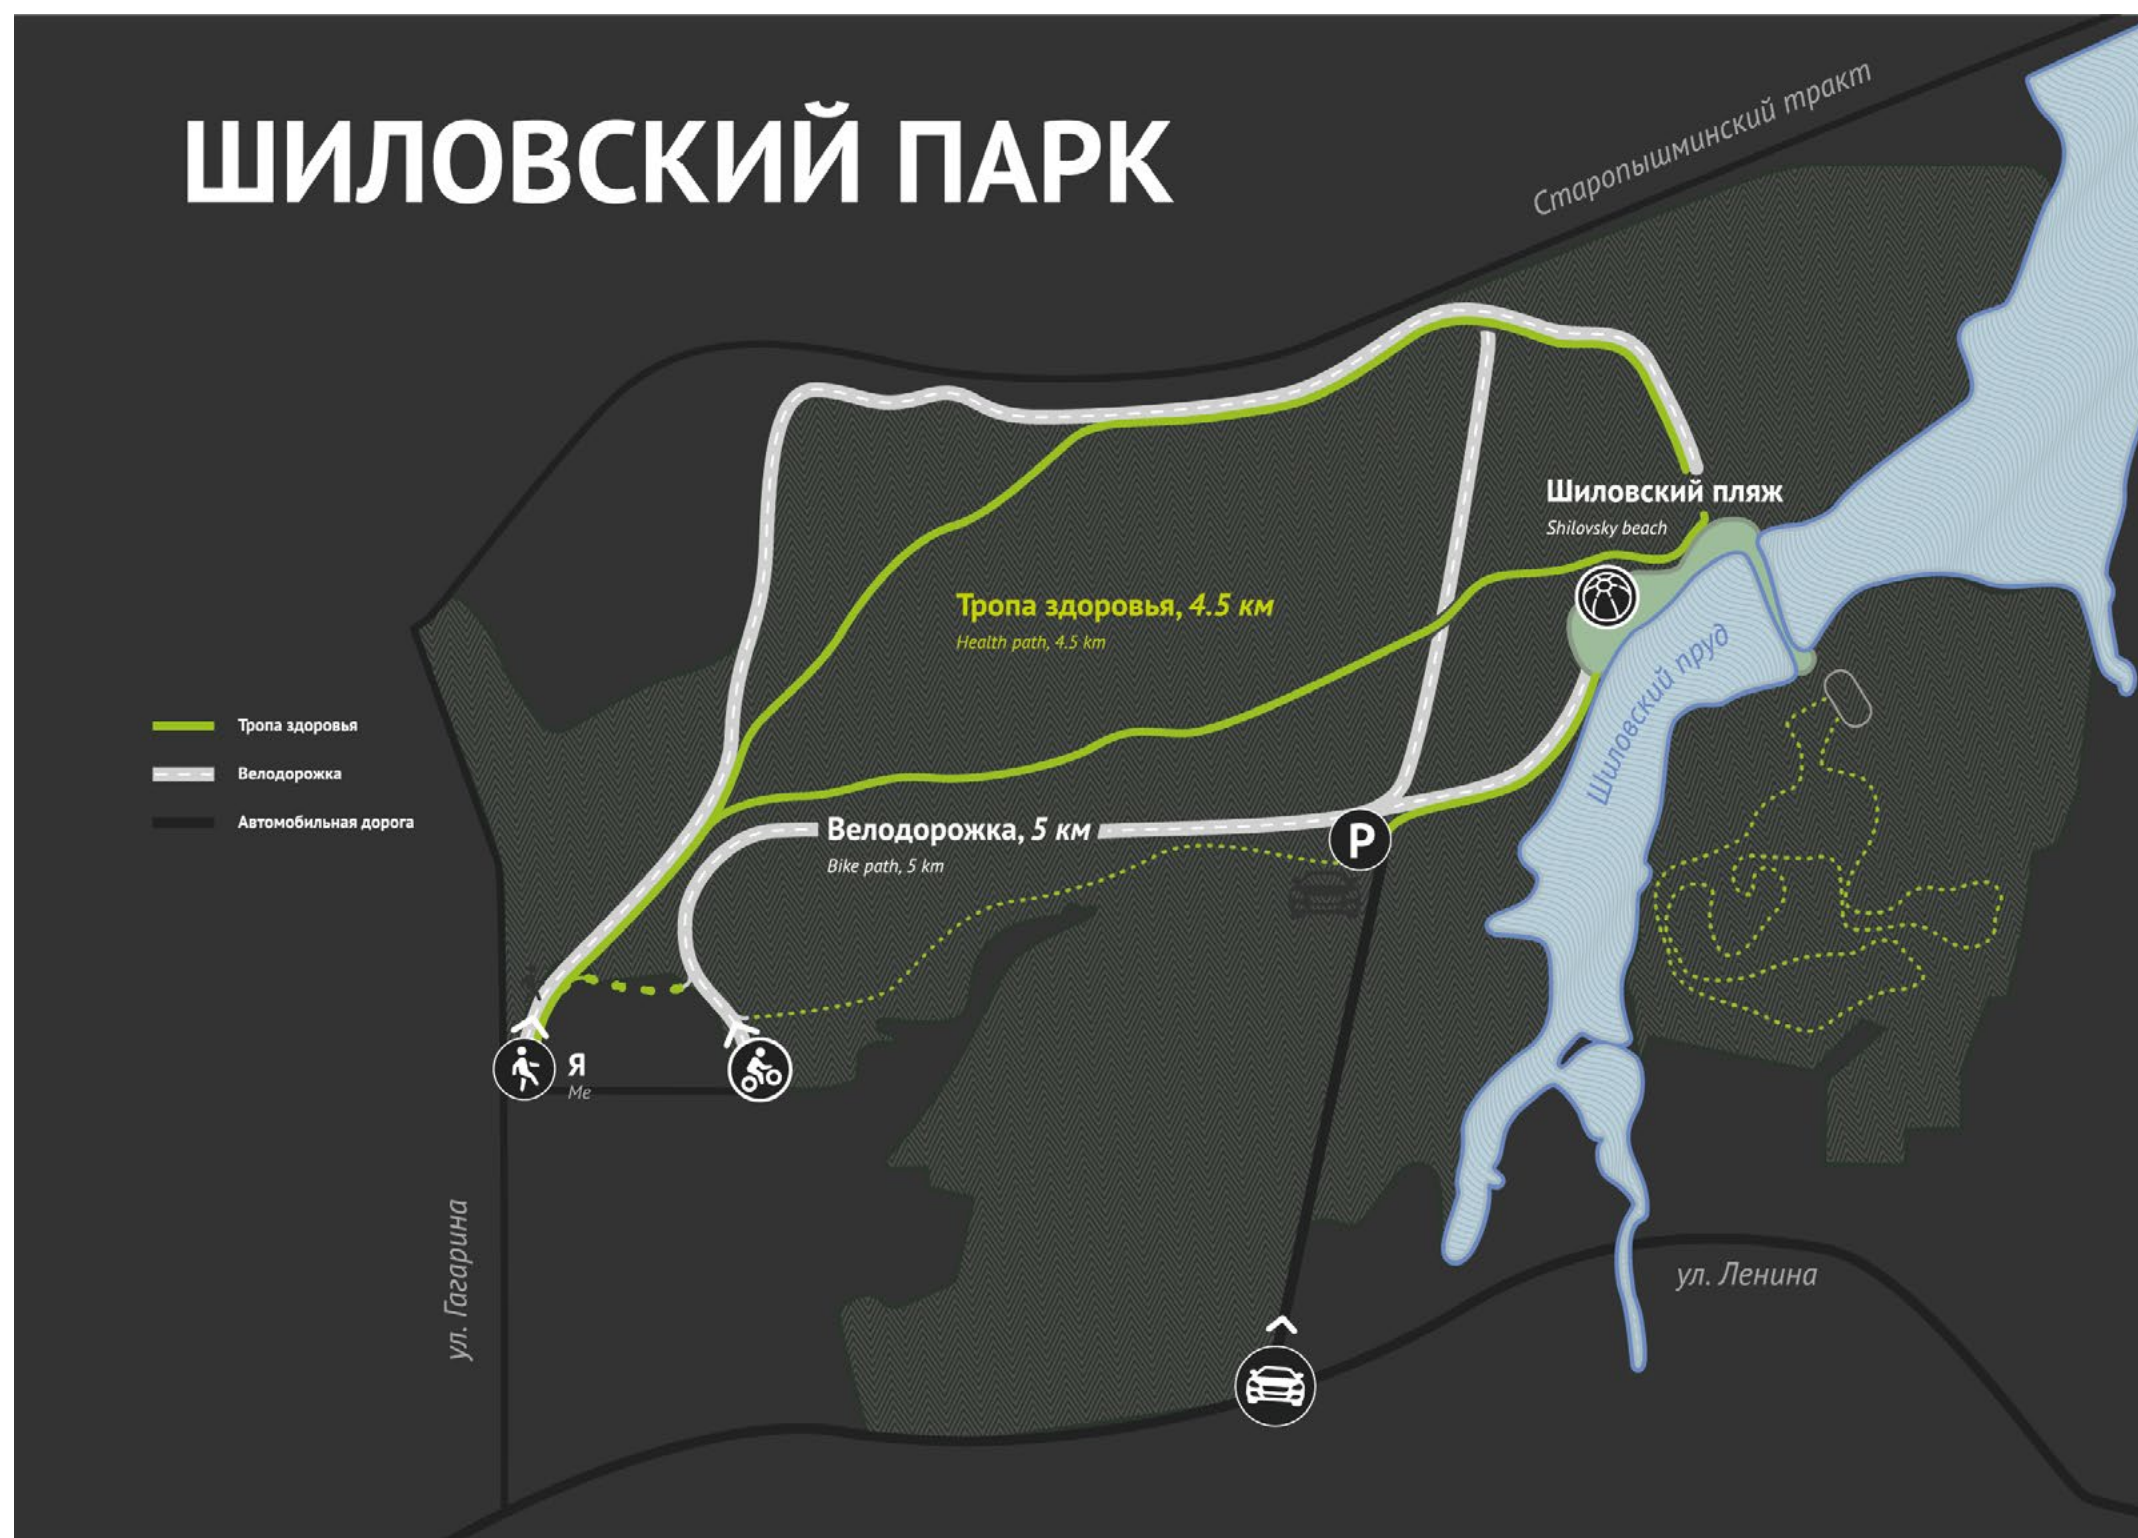 ШИЛОВСКИЙ ПАРК
Старопышминский тракт
Шиловский пляж
Shilovsky beach
Тропа здоровья, 4.5 км
Health path, 4.5 km
Шиловский пруд
Тропа здоровья
Велодорожка
Автомобильная дорога
Велодорожка, 5 км
Bike path, 5 km
P
Я
Me
ул. Гагарина
ул. Ленина